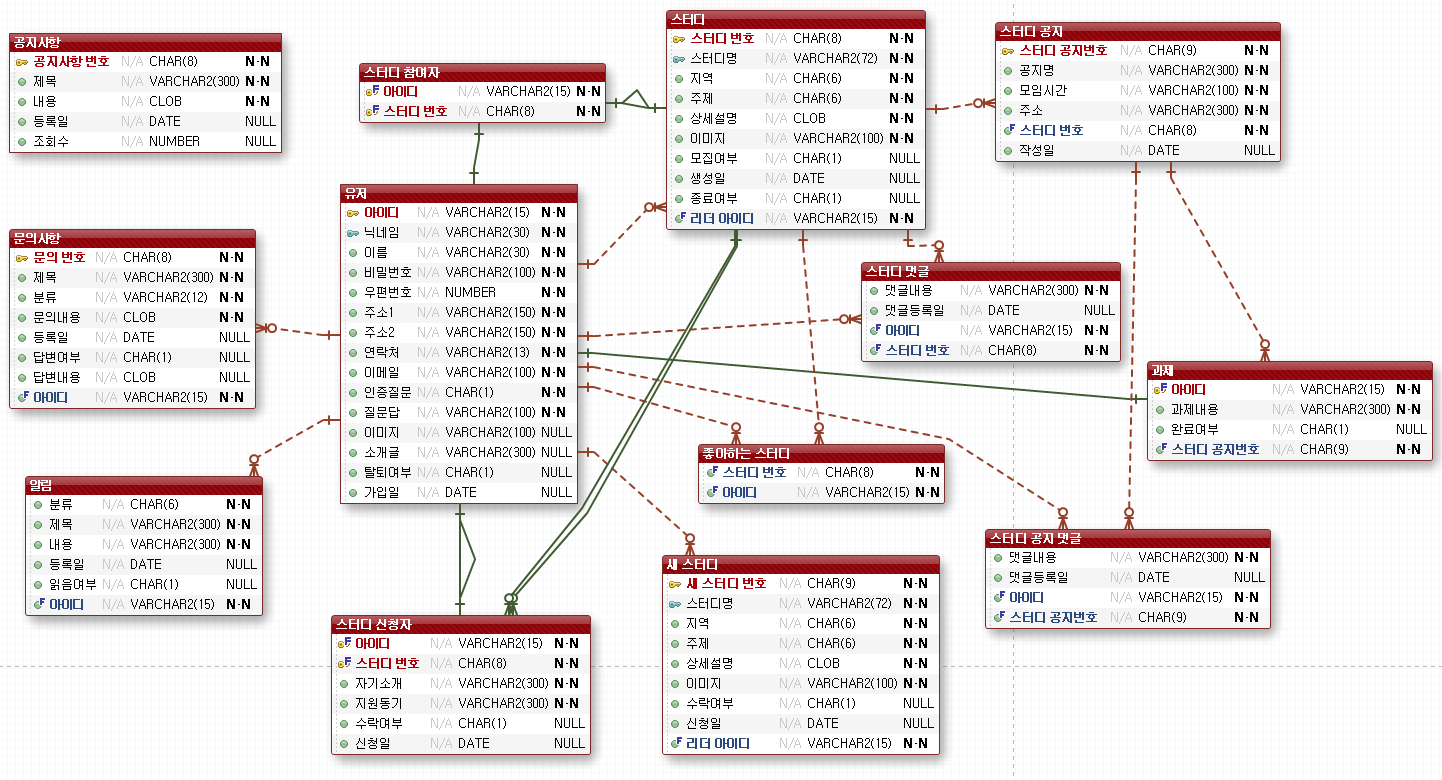 공지사항
공지사항 번호 N/A CHAR(8) N·N
제목 N/A VARCHAR2(300) N·N
내용 N/A CLOB N·N
등록일 N/A DATE NULL
조회수 N/A NUMBER NULL
스터디 참여자
아이디 N/A VARCHAR2(15) N·N
스터디 번호 N/A CHAR(8) N·N
스터디
스터디 번호 N/A CHAR(8) N·N
스터디명 N/A VARCHAR2(72) N·N
지역 N/A CHAR(6) N·N
주제 N/A CHAR(6) N·N
상세설명 N/A CLOB N·N
이미지 N/A VARCHAR2(100) N·N
모집여부 N/A CHAR(1) NULL
생성일 N/A DATE NULL
종료여부 N/A CHAR(1) NULL
리더 아이디 N/A VARCHAR2(15) N·N
스터디 공지
스터디 공지번호 N/A CHAR(9) N·N
공지명 N/A VARCHAR2(300) N·N
모임시간 N/A VARCHAR2(100) N·N
주소 N/A VARCHAR2(300) N·N
스터디 번호 N/A CHAR(8) N·N
작성일 N/A DATE NULL
유저
아이디 N/A VARCHAR2(15) N·N
닉네임 N/A VARCHAR2(30) N·N
이름 N/A VARCHAR2(30) N·N
비밀번호 N/A VARCHAR2(100) N·N
우편번호 N/A NUMBER N·N
주소1 N/A VARCHAR2(150) N·N
주소2 N/A VARCHAR2(150) N·N
연락처 N/A VARCHAR2(13) N·N
이메일 N/A VARCHAR2(100) N·N
인증질문 N/A CHAR(1) N·N
질문답 N/A VARCHAR2(100) N·N
이미지 N/A VARCHAR2(100) NULL
소개글 N/A VARCHAR2(300) NULL
탈퇴여부 N/A CHAR(1) NULL
가입일 N/A DATE NULL
문의사항
문의 번호 N/A CHAR(8) N·N
제목 N/A VARCHAR2(300) N·N
분류 N/A VARCHAR2(12) N·N
문의내용 N/A CLOB N·N
등록일 N/A DATE NULL
답변여부 N/A CHAR(1) NULL
답변내용 N/A CLOB NULL
아이디 N/A VARCHAR2(15) N·N
스터디 댓글
댓글내용 N/A VARCHAR2(300) N·N
댓글등록일 N/A DATE NULL
아이디 N/A VARCHAR2(15) N·N
스터디 번호 N/A CHAR(8) N·N
과제
아이디 N/A VARCHAR2(15) N·N
과제내용 N/A VARCHAR2(300) N·N
완료여부 N/A CHAR(1) NULL
스터디 공지번호 N/A CHAR(9) N·N
좋아하는 스터디
스터디 번호 N/A CHAR(8) N·N
아이디 N/A VARCHAR2(15) N·N
알림
분류 N/A CHAR(6) N·N
제목 N/A VARCHAR2(300) N·N
내용 N/A VARCHAR2(300) N·N
등록일 N/A DATE NULL
읽음여부 N/A CHAR(1) NULL
아이디 N/A VARCHAR2(15) N·N
스터디 공지 댓글
댓글내용 N/A VARCHAR2(300) N·N
댓글등록일 N/A DATE NULL
아이디 N/A VARCHAR2(15) N·N
스터디 공지번호 N/A CHAR(9) N·N
새 스터디
새 스터디 번호 N/A CHAR(9) N·N
스터디명 N/A VARCHAR2(72) N·N
지역 N/A CHAR(6) N·N
주제 N/A CHAR(6) N·N
상세설명 N/A CLOB N·N
이미지 N/A VARCHAR2(100) N·N
수락여부 N/A CHAR(1) NULL
신청일 N/A DATE NULL
리더 아이디 N/A VARCHAR2(15) N·N
스터디 신청자
아이디 N/A VARCHAR2(15) N·N
스터디 번호 N/A CHAR(8) N·N
자기소개 N/A VARCHAR2(300) N·N
지원동기 N/A VARCHAR2(300) N·N
수락여부 N/A CHAR(1) NULL
신청일 N/A DATE NULL